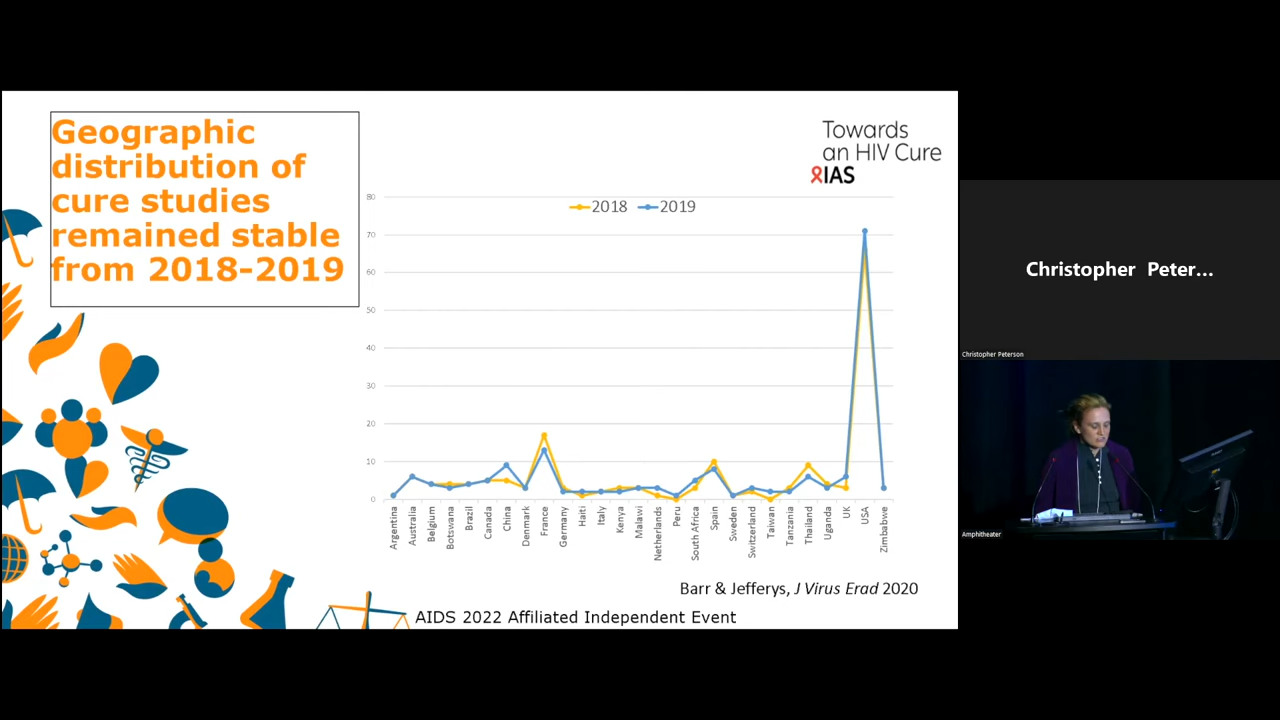 Geographic
distribution of
cure studies
remained stable
from 2018-2019
Towards
an HIV Cure
IAS
2018 2019
80
70
60
50
40
30
20
10
0
Argentina
Australia
Belgium
Botswana
Brazil
Canada
China
Denmark
France
Germany
Haiti
Italy
Kenya
Malawi
Netherlands
Peru
South Africa
Spain
Sweden
Switzerland
Taiwan
Tanzania
Thailand
Uganda
UK
USA
Zimbabwe
Barr & Jefferys, J Virus Erad 2020
AIDS 2022 Affiliated Independent Event
Christopher Peter...
Christopher Peterson
Amphitheater